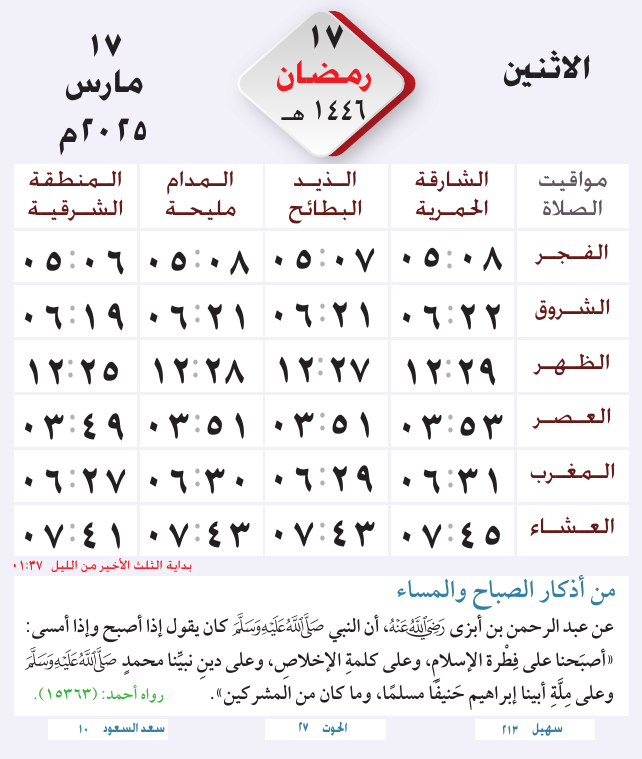 الاثنين
١٧
رمضان
١٤٤٦ هـ
١٧
مارس
٢٠٢٥م
مواقيت الصلاة | الشارقة الحمرية | الذيد البطائح | المدام مليحة | المنطقة الشرقية
الفجر ٠٥:٠٨ ٠٥:٠٧ ٠٥:٠٨ ٠٥:٠٦
الشروق ٠٦:٢٢ ٠٦:٢١ ٠٦:٢١ ٠٦:١٩
الظهر ١٢:٢٩ ١٢:٢٧ ١٢:٢٨ ١٢:٢٥
العصر ٠٣:٥٣ ٠٣:٥١ ٠٣:٥١ ٠٣:٤٩
المغرب ٠٦:٣١ ٠٦:٢٩ ٠٦:٣٠ ٠٦:٢٧
العشاء ٠٧:٤٥ ٠٧:٤٣ ٠٧:٤٣ ٠٧:٤١
بداية الثلث الأخير من الليل ٠١:٣٧
من أذكار الصباح والمساء
عن عبد الرحمن بن أبزى رَضِيَ اللَّهُ عَنْهُ، أن النبي صَلَّى اللَّهُ عَلَيْهِ وَسَلَّمَ كان يقول إذا أصبح وإذا أمسى:
«أصبَحنا على فِطْرة الإسلامِ، وعلى كلمةِ الإخلاصِ، وعلى دينِ نبيِّنا محمدٍ صَلَّى اللَّهُ عَلَيْهِ وَسَلَّمَ
وعلى مِلَّةِ أبينا إبراهيم حَنيفًا مسلمًا، وما كان من المشركين». رواه أحمد: (١٥٣٦٣).
سهيل ٢١٣
الحوت ٢٧
سعد السعود ١٠